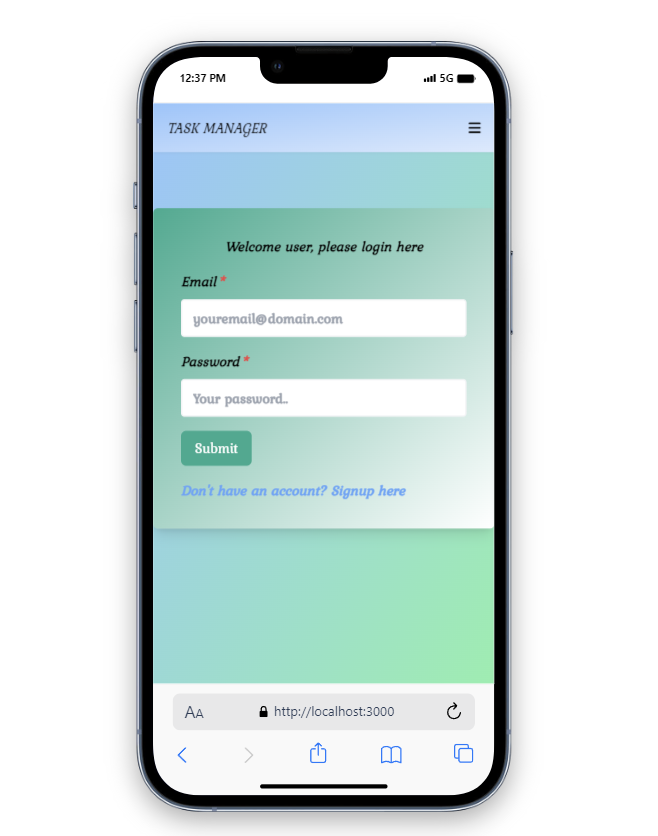 12:37 PM 5G
TASK MANAGER
Welcome user, please login here
Email *
youremail@domain.com
Password *
Your password..
Submit
Don't have an account? Signup here
AA http://localhost:3000